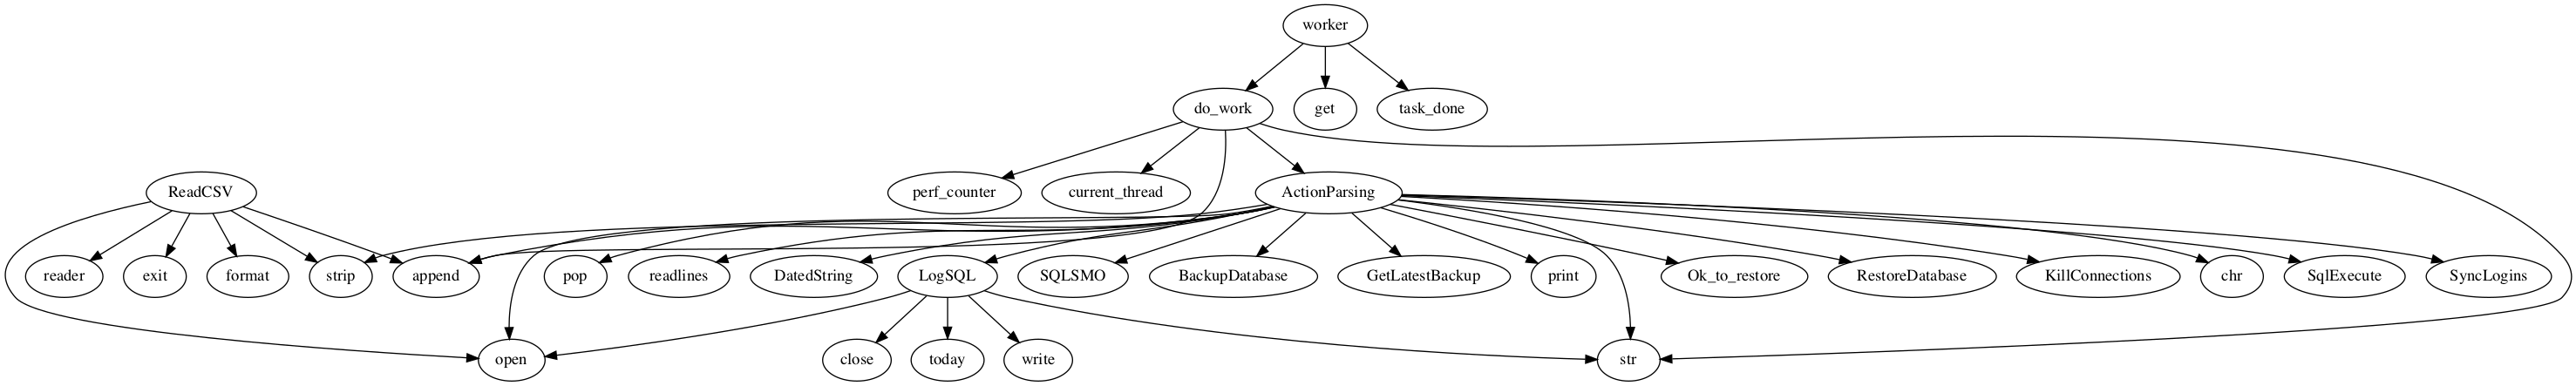 worker
do_work
get
task_done
ReadCSV
perf_counter
current_thread
ActionParsing
reader
exit
format
strip
append
pop
readlines
DatedString
LogSQL
SQLSMO
BackupDatabase
GetLatestBackup
print
Ok_to_restore
RestoreDatabase
KillConnections
chr
SqlExecute
SyncLogins
open
close
today
write
str